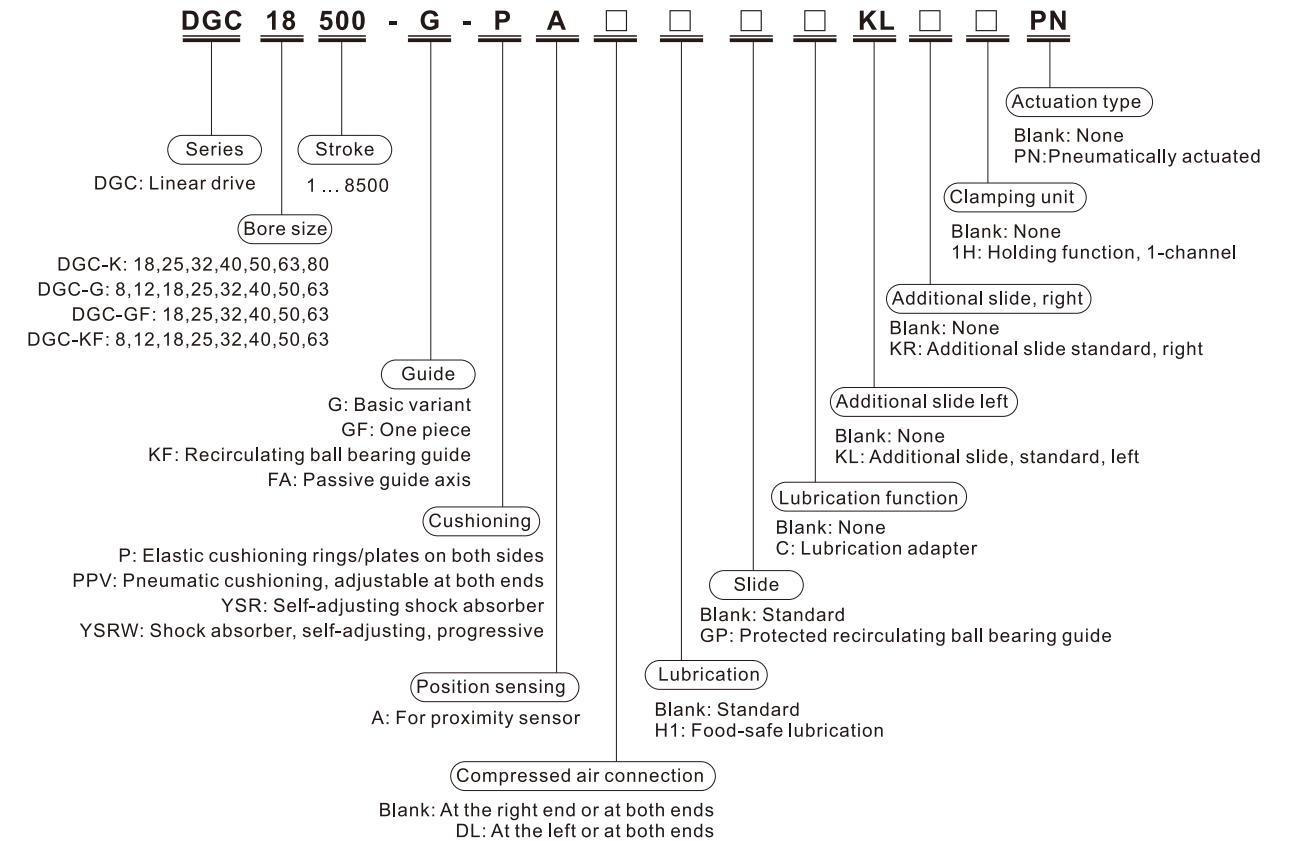 DGC 18 500 - G - P A □ □ □ □ KL □ □ PN
Series
DGC: Linear drive
Stroke
1 ... 8500
Bore size
DGC-K: 18,25,32,40,50,63,80
DGC-G: 8,12,18,25,32,40,50,63
DGC-GF: 18,25,32,40,50,63
DGC-KF: 8,12,18,25,32,40,50,63
Guide
G: Basic variant
GF: One piece
KF: Recirculating ball bearing guide
FA: Passive guide axis
Cushioning
P: Elastic cushioning rings/plates on both sides
PPV: Pneumatic cushioning, adjustable at both ends
YSR: Self-adjusting shock absorber
YSRW: Shock absorber, self-adjusting, progressive
Position sensing
A: For proximity sensor
Compressed air connection
Blank: At the right end or at both ends
DL: At the left or at both ends
Lubrication
Blank: Standard
H1: Food-safe lubrication
Slide
Blank: Standard
GP: Protected recirculating ball bearing guide
Lubrication function
Blank: None
C: Lubrication adapter
Additional slide left
Blank: None
KL: Additional slide, standard, left
Additional slide, right
Blank: None
KR: Additional slide standard, right
Clamping unit
Blank: None
1H: Holding function, 1-channel
Actuation type
Blank: None
PN:Pneumatically actuated